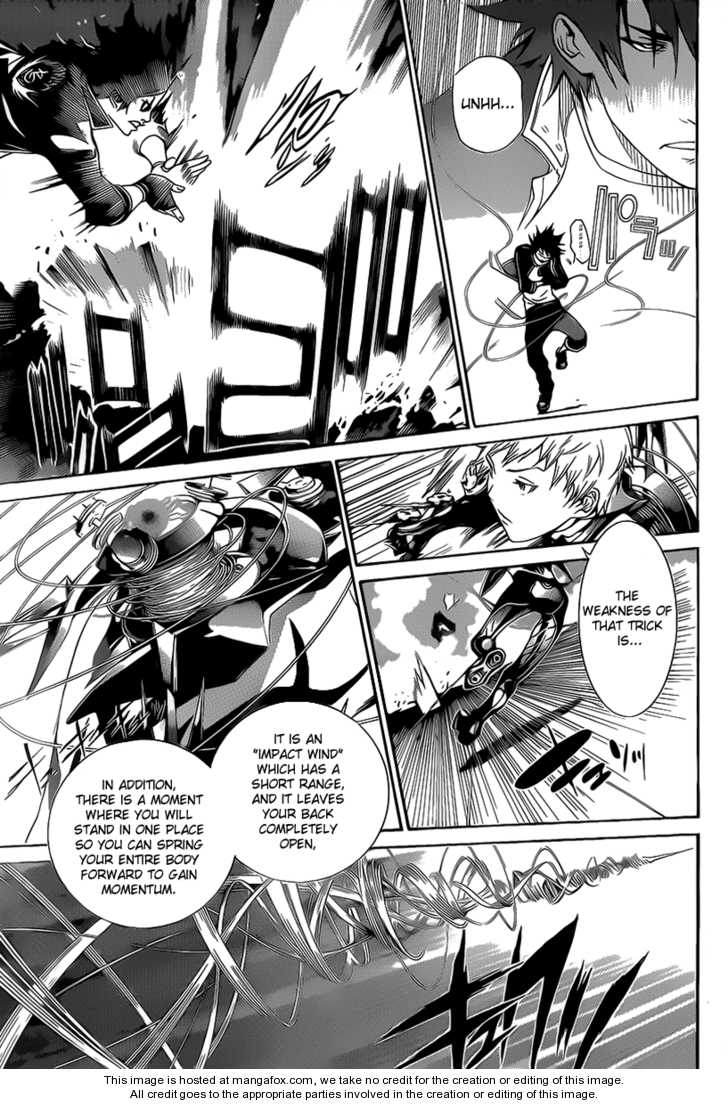 UNHH...
パラッ
THE
WEAKNESS OF
THAT TRICK
IS...
IT IS AN
"IMPACT WIND"
WHICH HAS A
SHORT RANGE,
AND IT LEAVES
YOUR BACK
COMPLETELY
OPEN,
IN ADDITION,
THERE IS A MOMENT
WHERE YOU WILL
STAND IN ONE PLACE
SO YOU CAN SPRING
YOUR ENTIRE BODY
FORWARD TO GAIN
MOMENTUM.
This image is hosted at mangafox.com, we take no credit for the creation or editing of this image.
All credit goes to the appropriate parties involved in the creation or editing of this image.